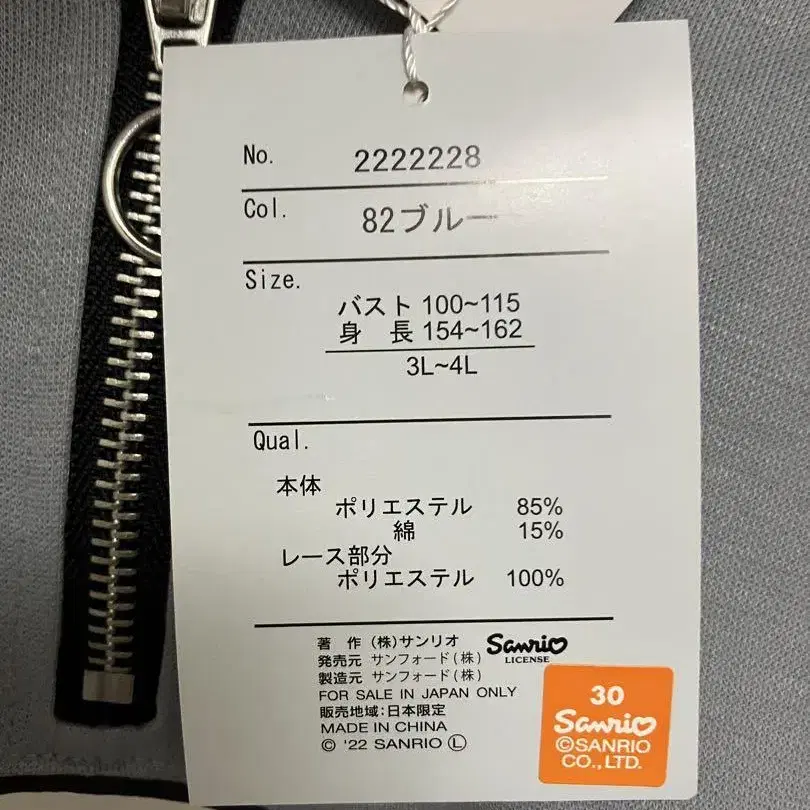 No. 2222228
Col. 82ブルー
Size.
バスト 100~115
身 長 154~162
3L~4L
Qual.
本体
ポリエステル 85%
綿 15%
レース部分
ポリエステル 100%
著 作 (株)サンリオ
発売元 サンフォード(株)
製造元 サンフォード(株)
Sanrio
LICENSE
FOR SALE IN JAPAN ONLY
販売地域:日本限定
MADE IN CHINA
© '22 SANRIO Ⓛ
30
Sanrio
©SANRIO
CO.,LTD.